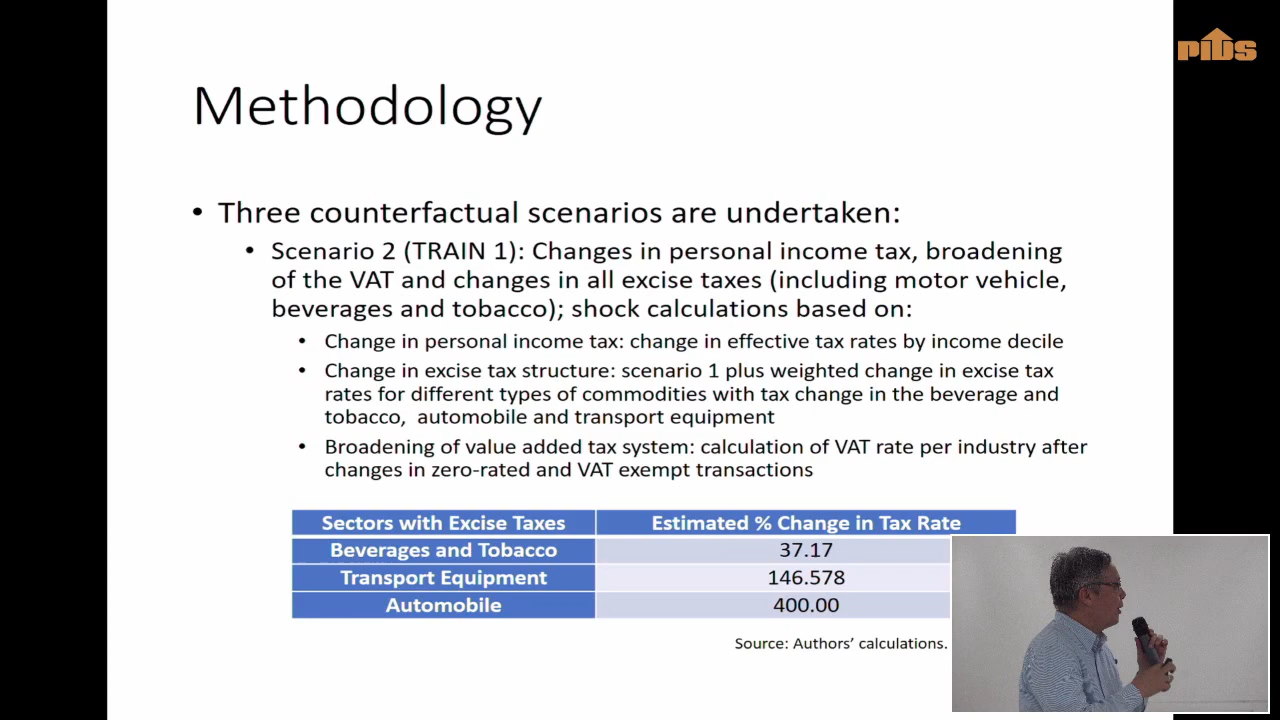 PIDS
Methodology
• Three counterfactual scenarios are undertaken:
• Scenario 2 (TRAIN 1): Changes in personal income tax, broadening
of the VAT and changes in all excise taxes (including motor vehicle,
beverages and tobacco); shock calculations based on:
• Change in personal income tax: change in effective tax rates by income decile
• Change in excise tax structure: scenario 1 plus weighted change in excise tax
rates for different types of commodities with tax change in the beverage and
tobacco, automobile and transport equipment
• Broadening of value added tax system: calculation of VAT rate per industry after
changes in zero-rated and VAT exempt transactions
Sectors with Excise Taxes Estimated % Change in Tax Rate
Beverages and Tobacco 37.17
Transport Equipment 146.578
Automobile 400.00
Source: Authors' calculations.